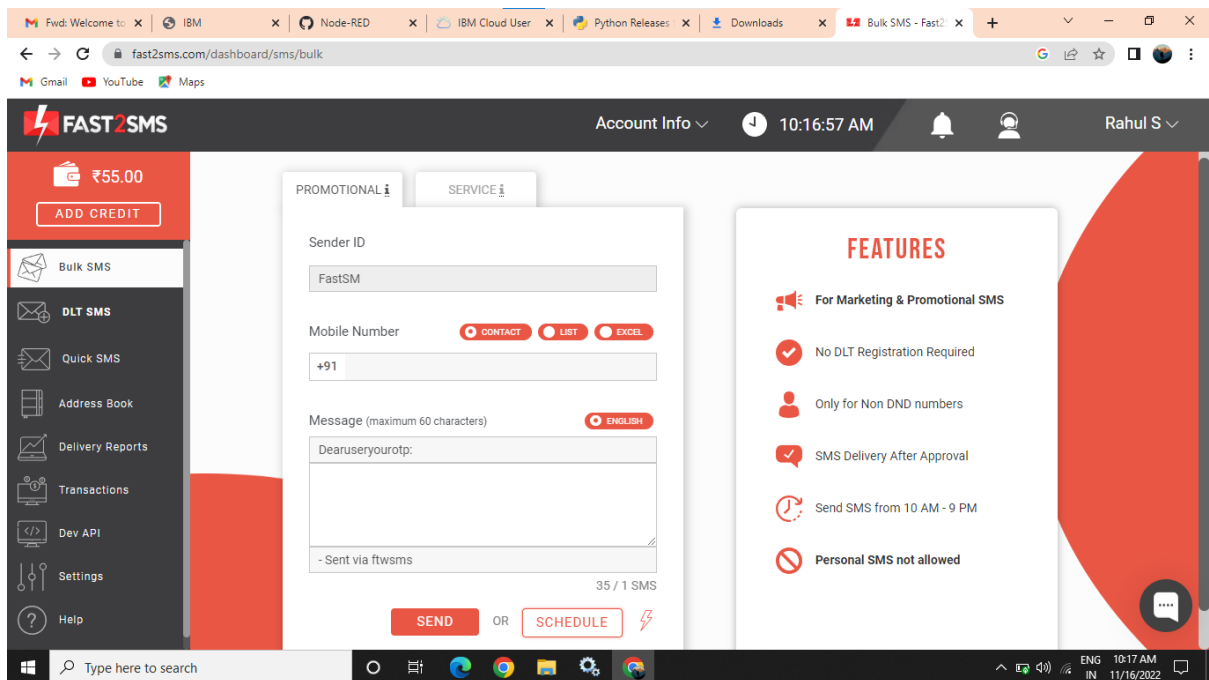 Fwd: Welcome to
IBM
Node-RED
IBM Cloud User
Python Releases
Downloads
Bulk SMS - Fast2
fast2sms.com/dashboard/sms/bulk
Gmail YouTube Maps
FAST2SMS
Account Info
10:16:57 AM
Rahul S
₹55.00
ADD CREDIT
Bulk SMS
DLT SMS
Quick SMS
Address Book
Delivery Reports
Transactions
Dev API
Settings
Help
PROMOTIONAL i
SERVICE i
Sender ID
FastSM
Mobile Number
CONTACT LIST EXCEL
+91
Message (maximum 60 characters)
ENGLISH
Dearuseryourotp:
- Sent via ftwsms
35 / 1 SMS
SEND OR SCHEDULE
FEATURES
For Marketing & Promotional SMS
No DLT Registration Required
Only for Non DND numbers
SMS Delivery After Approval
Send SMS from 10 AM - 9 PM
Personal SMS not allowed
Type here to search
ENG
IN
10:17 AM
11/16/2022